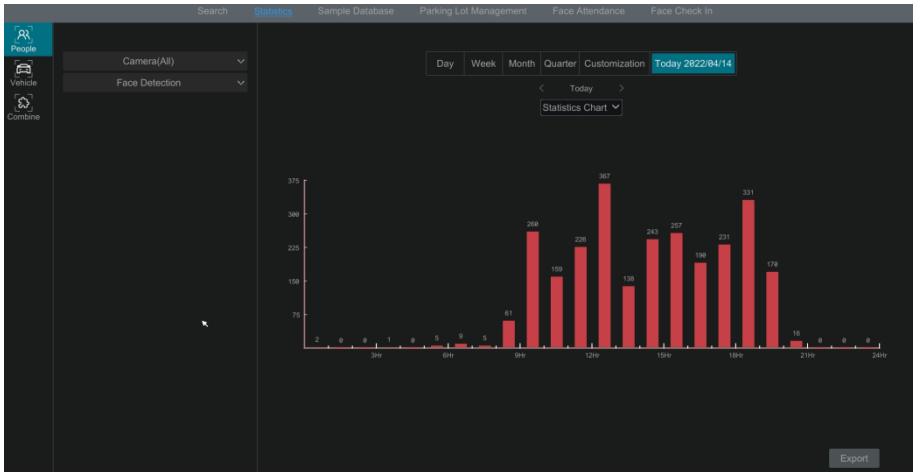 Search Statistics Sample Database Parking Lot Management Face Attendance Face Check In
People
Vehicle
Combine
Camera(All)
Face Detection
Day Week Month Quarter Customization Today 2022/04/14
< Today >
Statistics Chart
375
300
225
150
75
2 0 0 1 0 5 9 5 61 260 159 226 367 138 243 257 190 231 331 170 16 0 0 0
3Hr 6Hr 9Hr 12Hr 15Hr 18Hr 21Hr 24Hr
Export